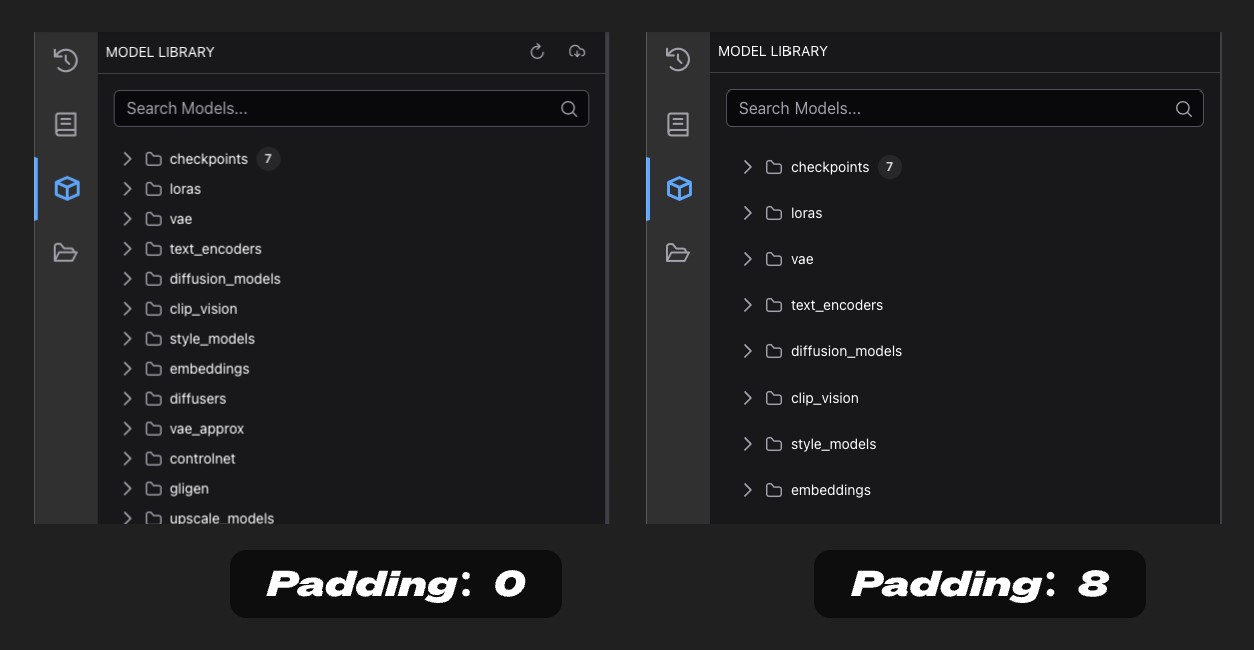 MODEL LIBRARY
Search Models...
checkpoints 7
loras
vae
text_encoders
diffusion_models
clip_vision
style_models
embeddings
diffusers
vae_approx
controlnet
gligen
upscale_models
Padding: 0
MODEL LIBRARY
Search Models...
checkpoints 7
loras
vae
text_encoders
diffusion_models
clip_vision
style_models
embeddings
Padding: 8